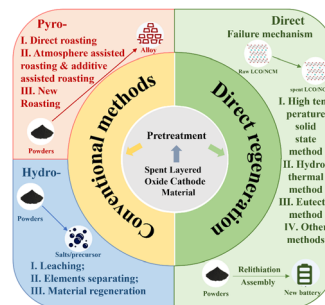 Pyro-
I. Direct roasting
II. Atmosphere assisted
roasting & additive
assisted roasting
III. New
Roasting
Alloy
Powders
Direct
Failure mechanism
Raw LCO/NCM
spent LCO/NC
I. High tem
perature
solid
state
method
II. Hydro
thermal
method
III. Eutect
method
IV. Other
methods
Conventional methods
Direct regeneration
Pretreatment
Spent Layered
Oxide Cathode
Material
Hydro-
Powders
Salts/precursor
I. Leaching;
II. Elements separating;
III. Material regeneration
Powders
Relithiation
Assembly
New battery